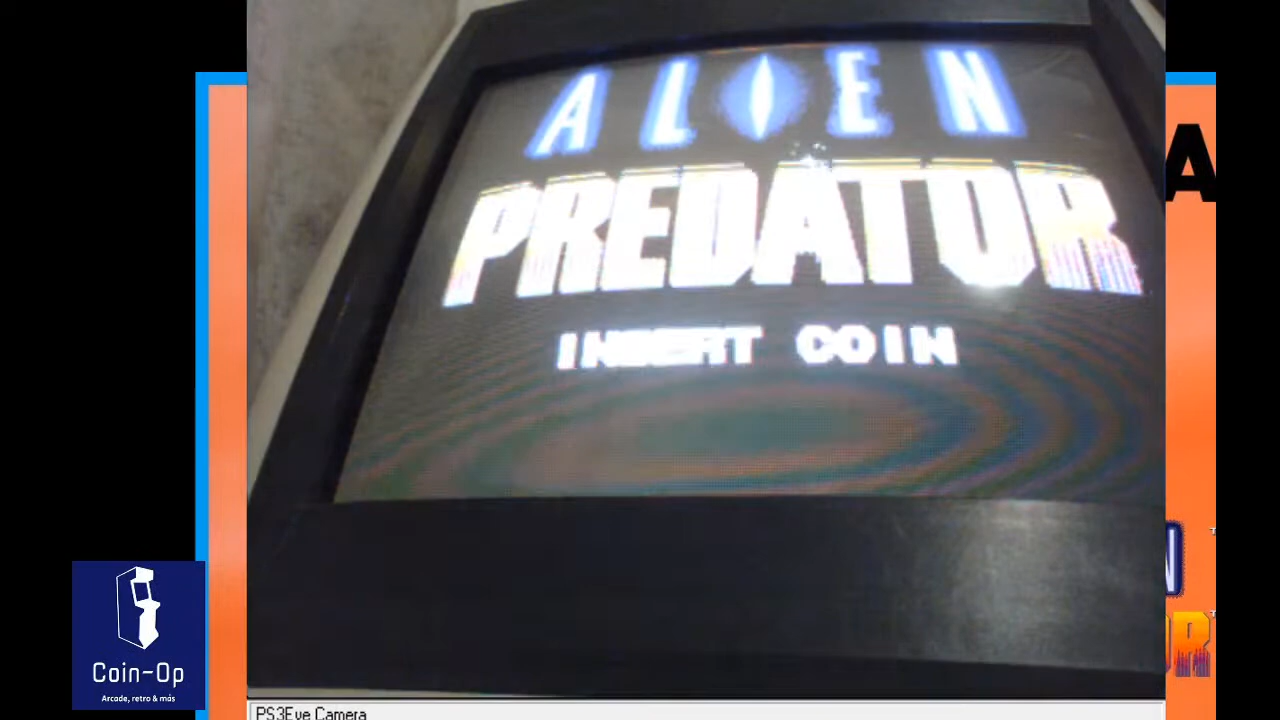 ALIEN
PREDATOR
INSERT COIN
Coin-Op
Arcade, retro & más
PS3Eye Camera